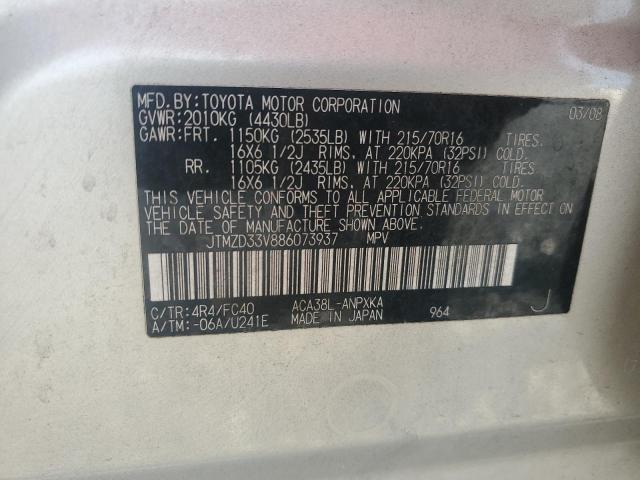 MFD.BY:TOYOTA MOTOR CORPORATION 03/08
GVWR:2010KG (4430LB)
GAWR:FRT. 1150KG (2535LB) WITH 215/70R16 TIRES.
16X6 1/2J RIMS, AT 220KPA (32PSI) COLD.
RR. 1105KG (2435LB) WITH 215/70R16 TIRES
16X6 1/2J RIMS, AT 220KPA (32PSI) COLD.
THIS VEHICLE CONFORMS TO ALL APPLICABLE FEDERAL MOTOR
VEHICLE SAFETY AND THEFT PREVENTION STANDARDS IN EFFECT ON
THE DATE OF MANUFACTURE SHOWN ABOVE.
JTMZD33V886073937 MPV
C/TR:4R4/FC40 ACA38L-ANPXKA
A/TM:-06A/U241E MADE IN JAPAN 964 J